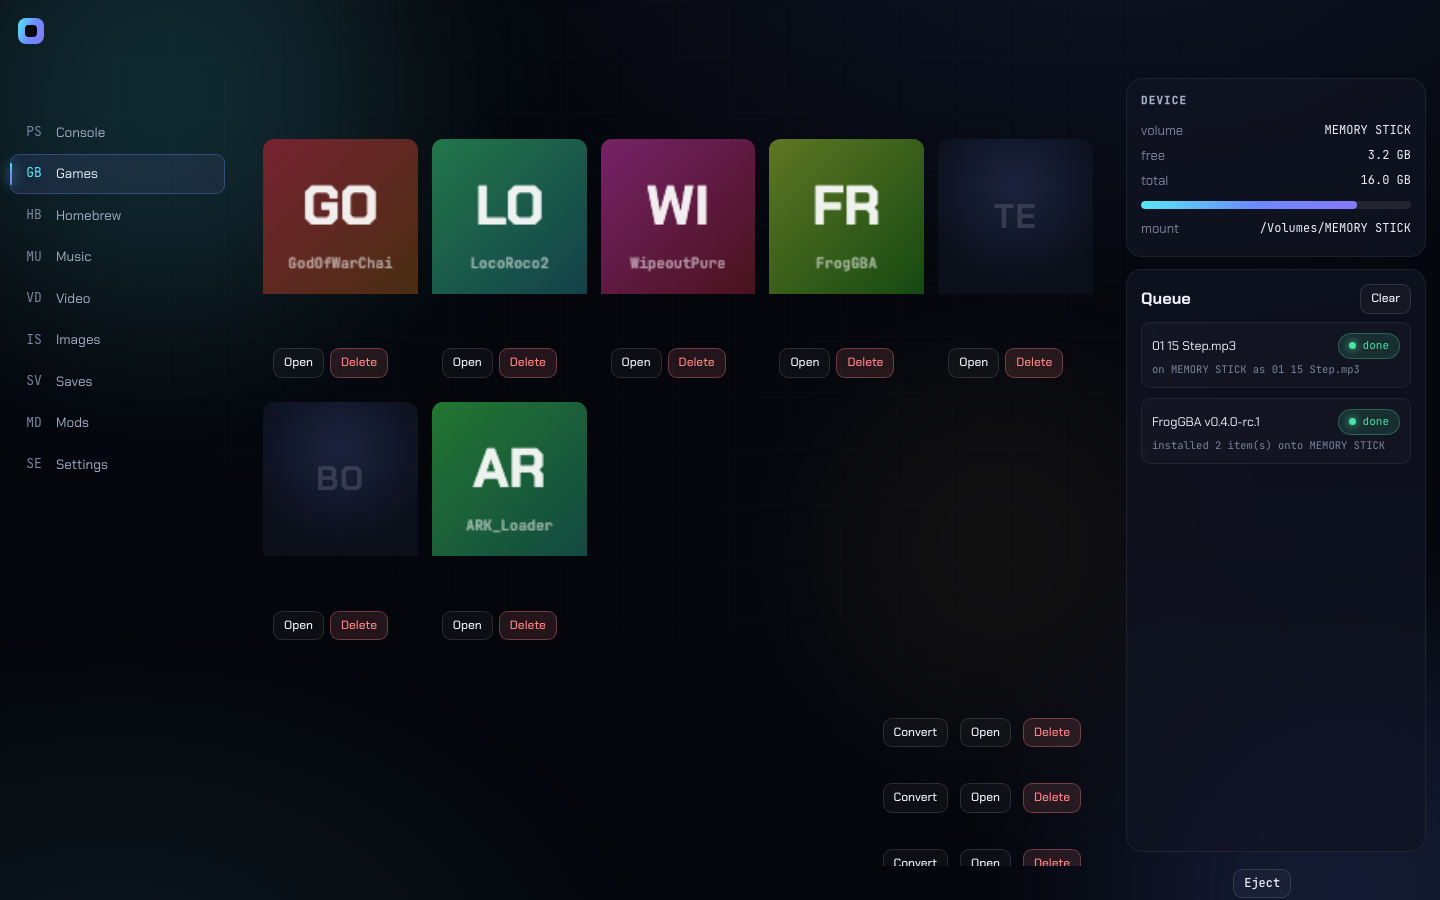 PS Console
GB Games
HB Homebrew
MU Music
VD Video
IS Images
SV Saves
MD Mods
SE Settings
GO
GodOfWarChai
LO
LocoRoco2
WI
WipeoutPure
FR
FrogGBA
TE
Open Delete
Open Delete
Open Delete
Open Delete
Open Delete
BO
AR
ARK_Loader
Open Delete
Open Delete
Convert Open Delete
Convert Open Delete
Convert Open Delete
DEVICE
volume MEMORY STICK
free 3.2 GB
total 16.0 GB
mount /Volumes/MEMORY STICK
Queue Clear
01 15 Step.mp3 done
on MEMORY STICK as 01 15 Step.mp3
FrogGBA v0.4.0-rc.1 done
installed 2 item(s) onto MEMORY STICK
Eject